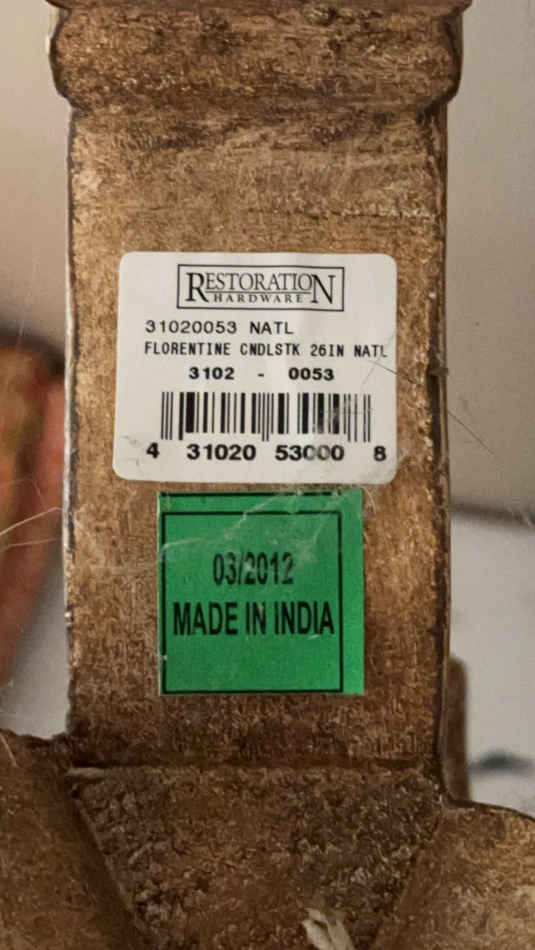 RESTORATION
HARDWARE
31020053 NATL
FLORENTINE CNDLSTK 26IN NATL
3102 - 0053
4 31020 53000 8
03/2012
MADE IN INDIA